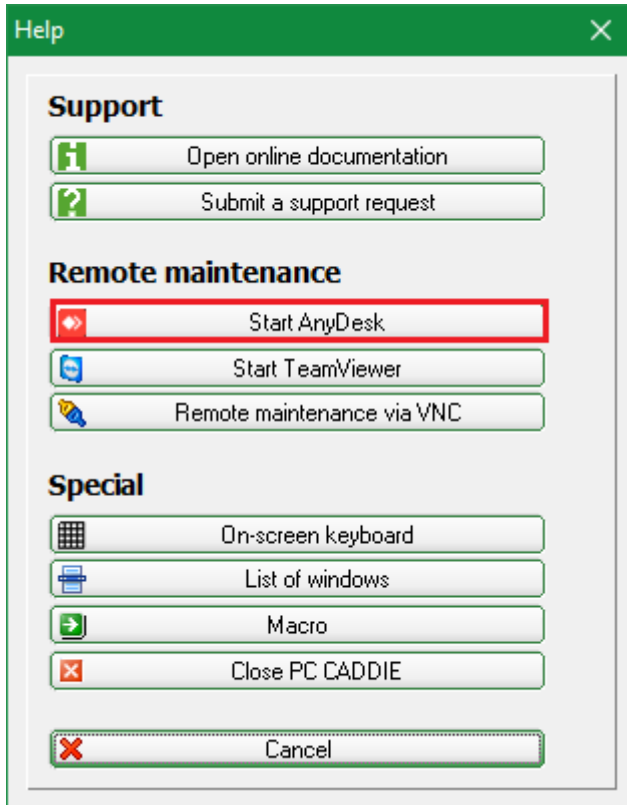 Help
Support
Open online documentation
Submit a support request
Remote maintenance
Start AnyDesk
Start TeamViewer
Remote maintenance via VNC
Special
On-screen keyboard
List of windows
Macro
Close PC CADDIE
Cancel